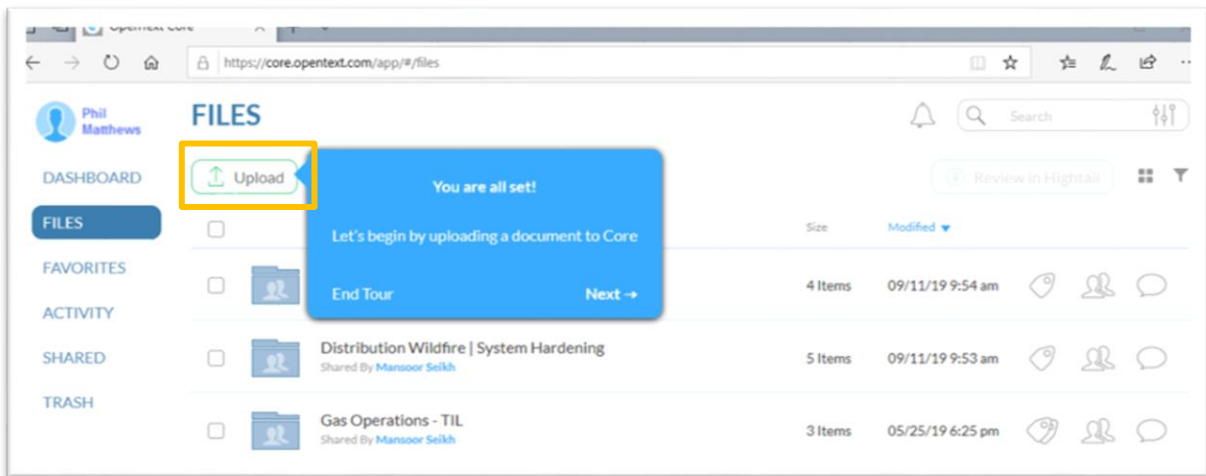 Opentext Core
https://core.opentext.com/app/#/files
Phil
Matthews
FILES
Search
DASHBOARD
FILES
FAVORITES
ACTIVITY
SHARED
TRASH
Upload
Review in Hightail
You are all set!
Let's begin by uploading a document to Core
End Tour
Next →
Size
Modified
4 Items
09/11/19 9:54 am
Distribution Wildfire | System Hardening
Shared By Mansoor Seikh
5 Items
09/11/19 9:53 am
Gas Operations - TIL
Shared By Mansoor Seikh
3 Items
05/25/19 6:25 pm